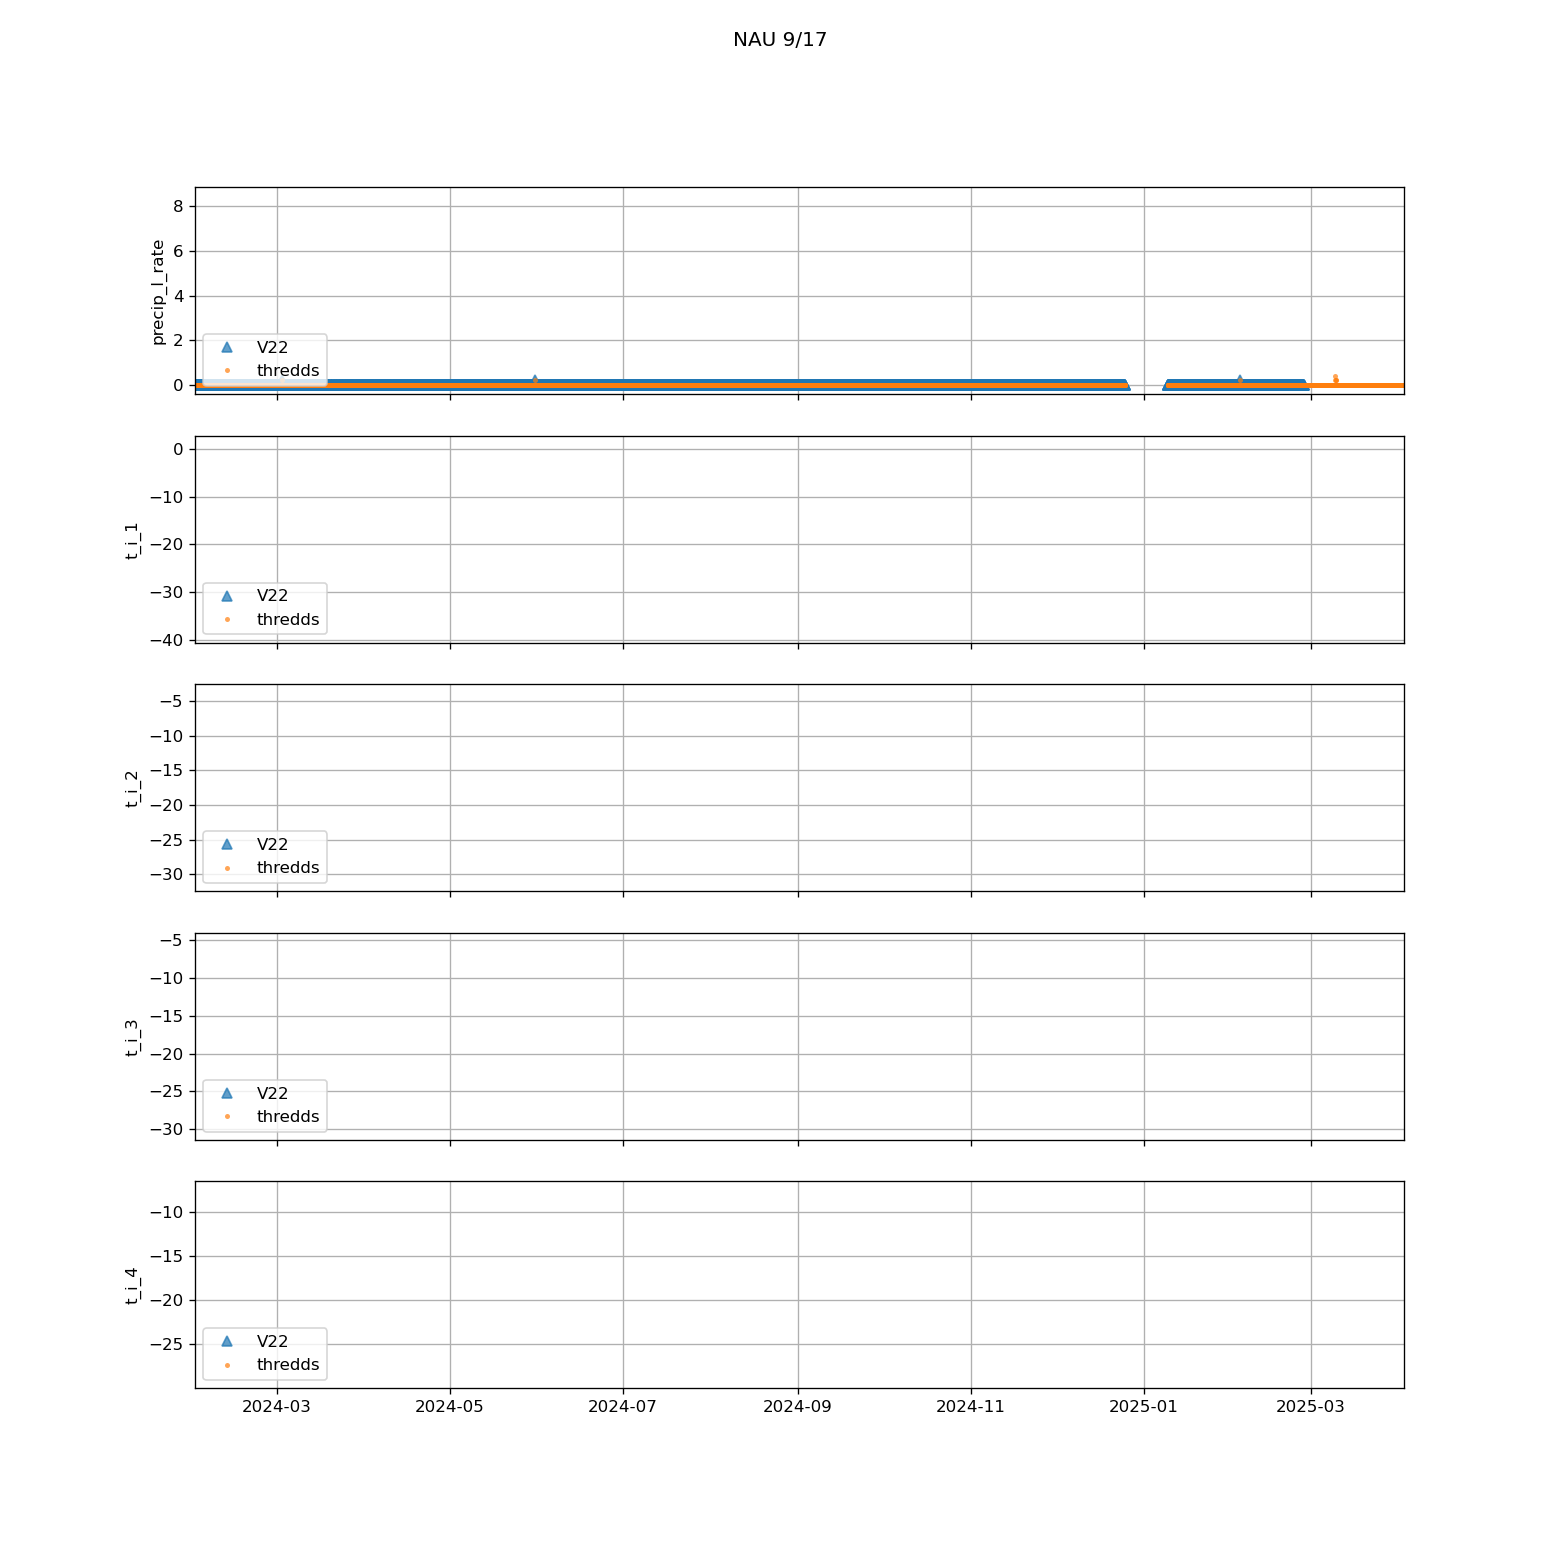 NAU 9/17
precip_l_rate
8
6
4
2
0
V22
thredds
t_i_1
0
−10
−20
−30
−40
V22
thredds
t_i_2
−5
−10
−15
−20
−25
−30
V22
thredds
t_i_3
−5
−10
−15
−20
−25
−30
V22
thredds
t_i_4
−10
−15
−20
−25
V22
thredds
2024-03 2024-05 2024-07 2024-09 2024-11 2025-01 2025-03